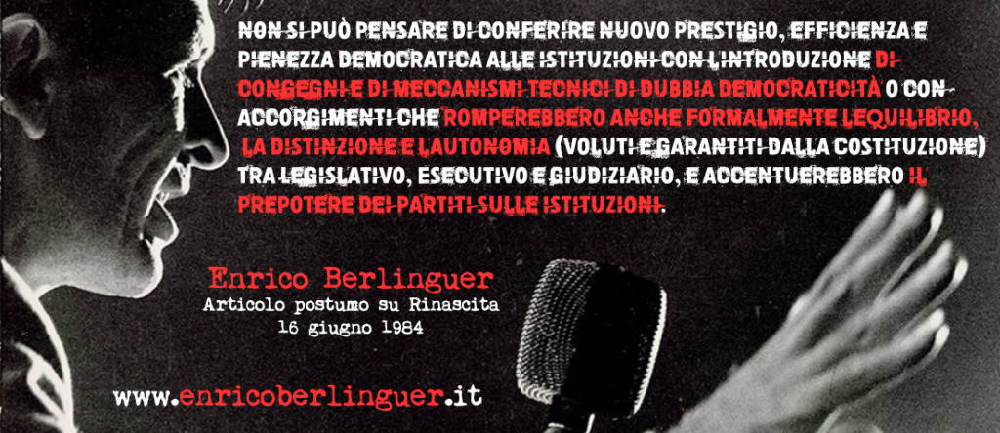 NON SI PUÒ PENSARE DI CONFERIRE NUOVO PRESTIGIO, EFFICIENZA E
PIENEZZA DEMOCRATICA ALLE ISTITUZIONI CON L'INTRODUZIONE DI
CONGEGNI E DI MECCANISMI TECNICI DI DUBBIA DEMOCRATICITÀ O CON
ACCORGIMENTI CHE ROMPEREBBERO ANCHE FORMALMENTE L'EQUILIBRIO,
LA DISTINZIONE E L'AUTONOMIA (VOLUTI E GARANTITI DALLA COSTITUZIONE)
TRA LEGISLATIVO, ESECUTIVO E GIUDIZIARIO, E ACCENTUEREBBERO IL
PREPOTERE DEI PARTITI SULLE ISTITUZIONI.
Enrico Berlinguer
Articolo postumo su Rinascita
16 giugno 1984
www.enricoberlinguer.it